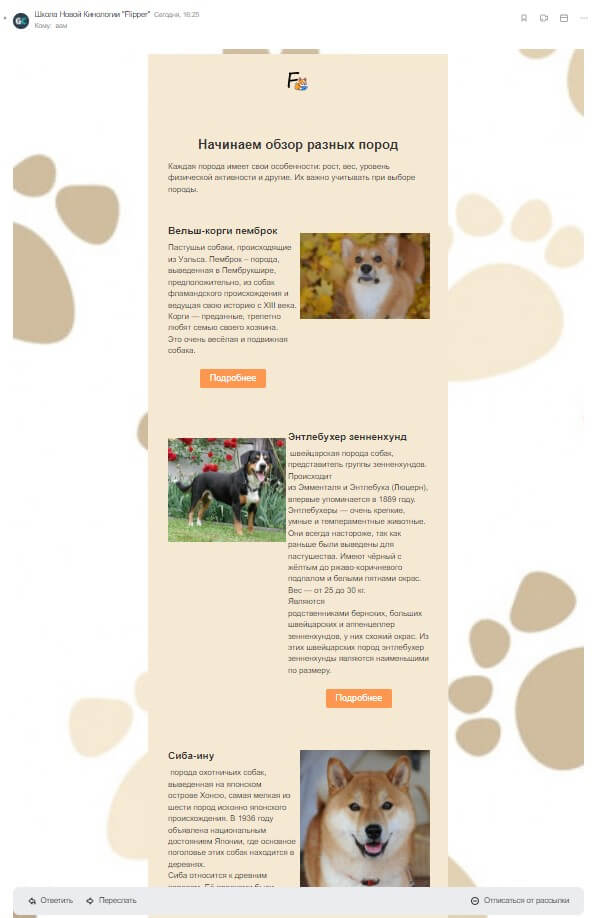 Школа Новой Кинологии "Flipper" Сегодня, 16:25
Кому: вам
F
Начинаем обзор разных пород
Каждая порода имеет свои особенности: рост, вес, уровень
физической активности и другие. Их важно учитывать при выборе
породы.
Вельш-корги пемброк
Пастушьи собаки, происходящие
из Уэльса. Пемброк – порода,
выведенная в Пембрукшире,
предположительно, из собак
фламандского происхождения и
ведущая свою историю с XIII века.
Корги — преданные, трепетно
любят семью своего хозяина.
Это очень весёлая и подвижная
собака.
Подробнее
Энтлебухер зенненхунд
швейцарская порода собак,
представитель группы зенненхундов.
Происходит
из Эмменталя и Энтлебуха (Люцерн),
впервые упоминается в 1889 году.
Энтлебухеры — очень крепкие,
умные и темпераментные животные.
Они всегда настороже, так как
раньше были выведены для
пастушества. Имеют чёрный с
жёлтым до ржаво-коричневого
подпалом и белыми пятнами окрас.
Вес — от 25 до 30 кг.
Являются
родственниками бернских, больших
швейцарских и аппенцеллер
зенненхундов, у них схожий окрас. Из
этих швейцарских пород энтлебухер
зенненхунды являются наименьшими
по размеру.
Подробнее
Сиба-ину
порода охотничьих собак,
выведенная на японском
острове Хонсю, самая мелкая из
шести пород исконно японского
происхождения. В 1936 году
объявлена национальным
достоянием Японии, где основное
поголовье этих собак находится в
деревнях.
Сиба относится к древним
Ответить
Переслать
Отписаться от рассылки